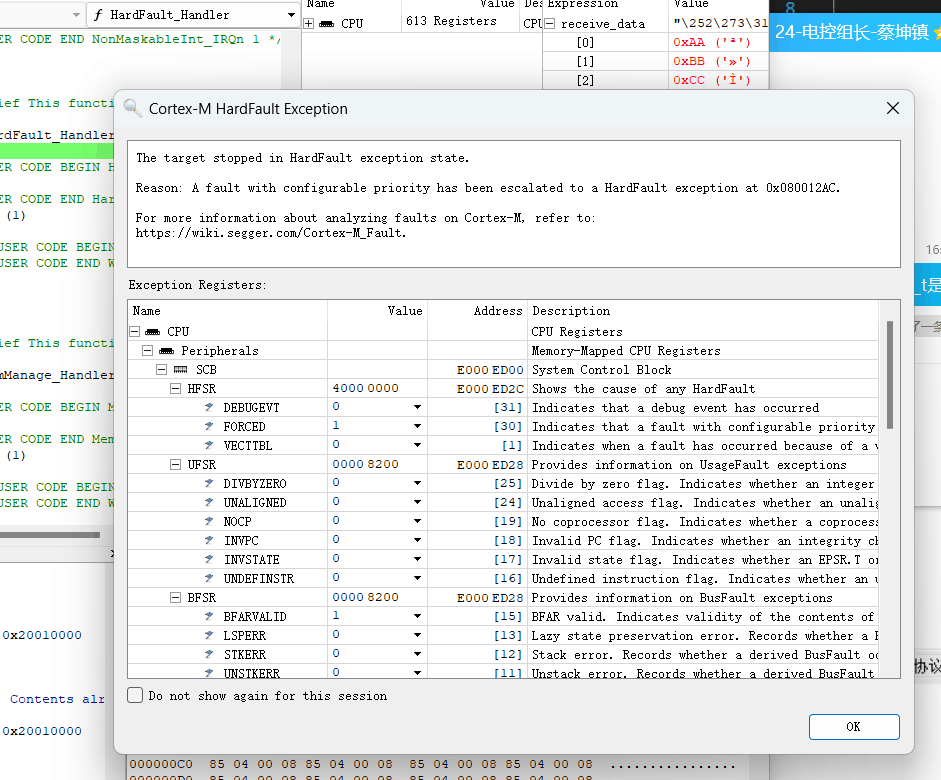 HardFault_Handler
Name
Value
CPU
613 Registers
CPU
Expression
Value
receive_data
"\252\273\31
[0]
0xAA ('ª')
[1]
0xBB ('»')
[2]
0xCC ('Ì')
8
24-电控组长-蔡坤镇
ER CODE END NonMaskableInt_IRQn 1 */
ief This functi
rdFault_Handler
ER CODE BEGIN H
ER CODE END Har
(1)
USER CODE BEGIN
USER CODE END W
ief This functi
mManage_Handler
ER CODE BEGIN M
ER CODE END Mem
(1)
USER CODE BEGIN
USER CODE END W
0x20010000
Contents alr
0x20010000
Cortex-M HardFault Exception
The target stopped in HardFault exception state.
Reason: A fault with configurable priority has been escalated to a HardFault exception at 0x080012AC.
For more information about analyzing faults on Cortex-M, refer to:
https://wiki.segger.com/Cortex-M_Fault.
Exception Registers:
Name Value Address Description
CPU CPU Registers
Peripherals Memory-Mapped CPU Registers
SCB E000 ED00 System Control Block
HFSR 4000 0000 E000 ED2C Shows the cause of any HardFault
DEBUGEVT 0 [31] Indicates that a debug event has occurred
FORCED 1 [30] Indicates that a fault with configurable priority
VECTTBL 0 [1] Indicates when a fault has occurred because of a v
UFSR 0000 8200 E000 ED28 Provides information on UsageFault exceptions
DIVBYZERO 0 [25] Divide by zero flag. Indicates whether an integer
UNALIGNED 0 [24] Unaligned access flag. Indicates whether an unalig
NOCP 0 [19] No coprocessor flag. Indicates whether a coprocess
INVPC 0 [18] Invalid PC flag. Indicates whether an integrity ch
INVSTATE 0 [17] Invalid state flag. Indicates whether an EPSR.T or
UNDEFINSTR 0 [16] Undefined instruction flag. Indicates whether an u
BFSR 0000 8200 E000 ED28 Provides information on BusFault exceptions
BFARVALID 1 [15] BFAR valid. Indicates validity of the contents of
LSPERR 0 [13] Lazy state preservation error. Records whether a B
STKERR 0 [12] Stack error. Records whether a derived BusFault oc
UNSTKERR 0 [11] Unstack error. Records whether a derived BusFault
Do not show again for this session
OK
16:
_t是
了一条
协议
000000C0 85 04 00 08 85 04 00 08 85 04 00 08 85 04 00 08 ................